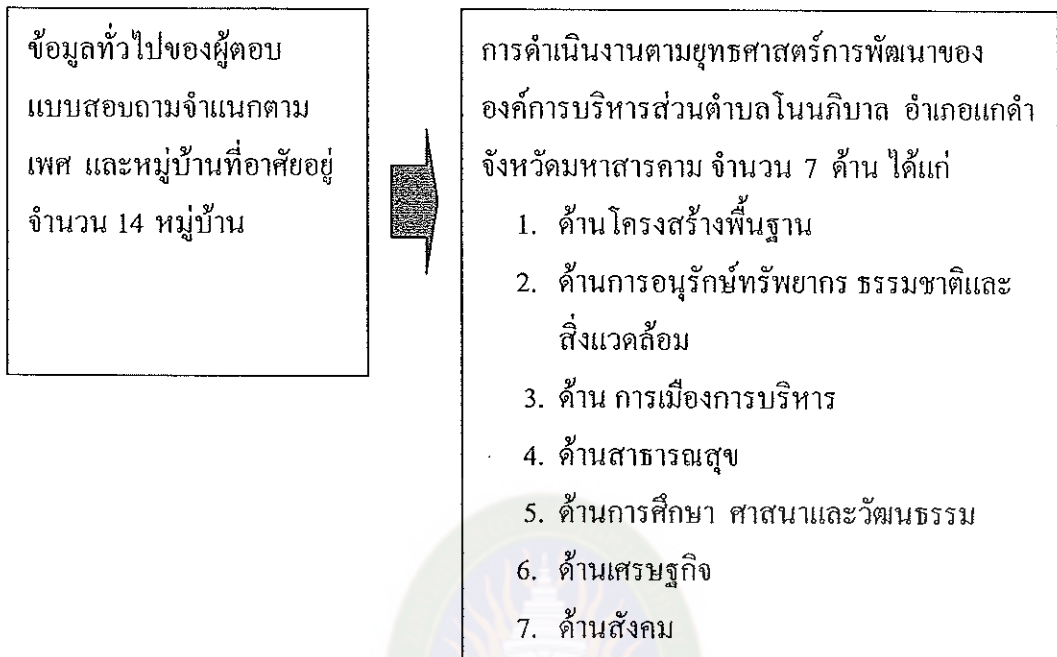 ข้อมูลทั่วไปของผู้ตอบ
แบบสอบถามจำแนกตาม
เพศ และหมู่บ้านที่อาศัยอยู่
จำนวน 14 หมู่บ้าน
การดำเนินงานตามยุทธศาสตร์การพัฒนาของ
องค์การบริหารส่วนตำบลโนนภิบาล อำเภอแกดำ
จังหวัดมหาสารคาม จำนวน 7 ด้าน ได้แก่
1. ด้านโครงสร้างพื้นฐาน
2. ด้านการอนุรักษ์ทรัพยากร ธรรมชาติและ
สิ่งแวดล้อม
3. ด้าน การเมืองการบริหาร
4. ด้านสาธารณสุข
5. ด้านการศึกษา ศาสนาและวัฒนธรรม
6. ด้านเศรษฐกิจ
7. ด้านสังคม